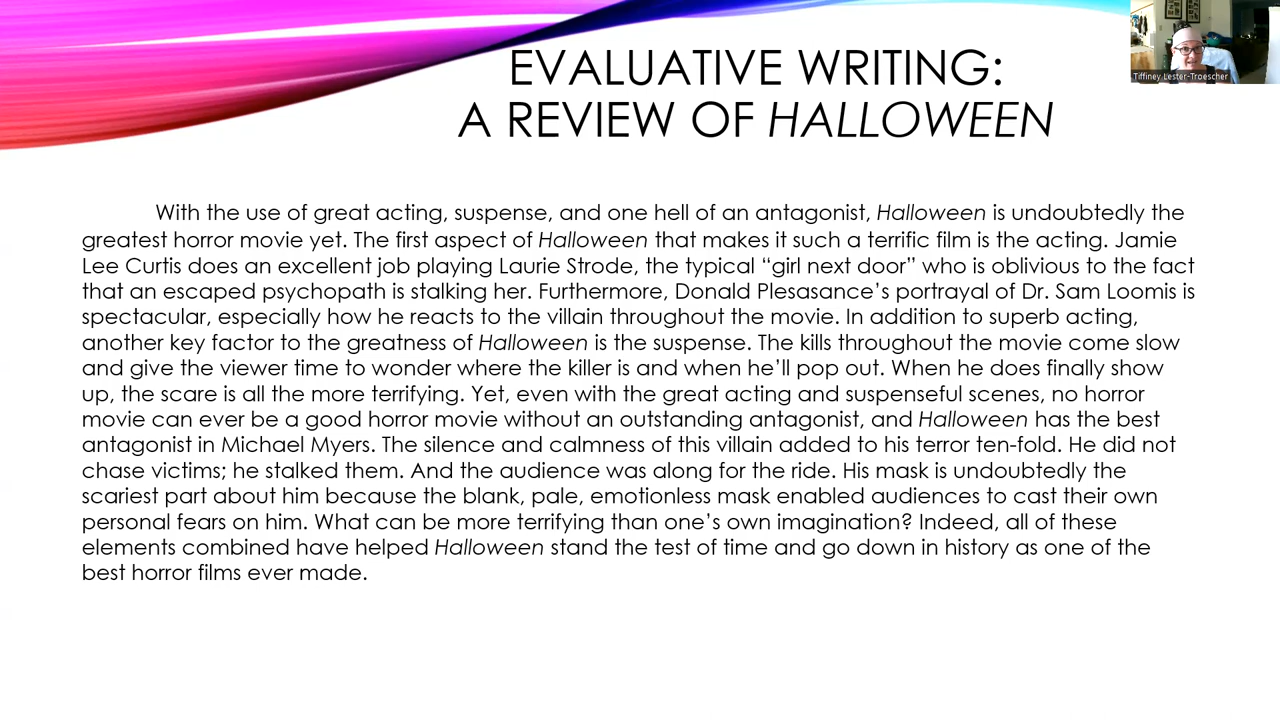 EVALUATIVE WRITING:
A REVIEW OF HALLOWEEN
Tiffiney Lester-Troescher
With the use of great acting, suspense, and one hell of an antagonist, Halloween is undoubtedly the
greatest horror movie yet. The first aspect of Halloween that makes it such a terrific film is the acting. Jamie
Lee Curtis does an excellent job playing Laurie Strode, the typical “girl next door” who is oblivious to the fact
that an escaped psychopath is stalking her. Furthermore, Donald Plesasance’s portrayal of Dr. Sam Loomis is
spectacular, especially how he reacts to the villain throughout the movie. In addition to superb acting,
another key factor to the greatness of Halloween is the suspense. The kills throughout the movie come slow
and give the viewer time to wonder where the killer is and when he’ll pop out. When he does finally show
up, the scare is all the more terrifying. Yet, even with the great acting and suspenseful scenes, no horror
movie can ever be a good horror movie without an outstanding antagonist, and Halloween has the best
antagonist in Michael Myers. The silence and calmness of this villain added to his terror ten-fold. He did not
chase victims; he stalked them. And the audience was along for the ride. His mask is undoubtedly the
scariest part about him because the blank, pale, emotionless mask enabled audiences to cast their own
personal fears on him. What can be more terrifying than one’s own imagination? Indeed, all of these
elements combined have helped Halloween stand the test of time and go down in history as one of the
best horror films ever made.